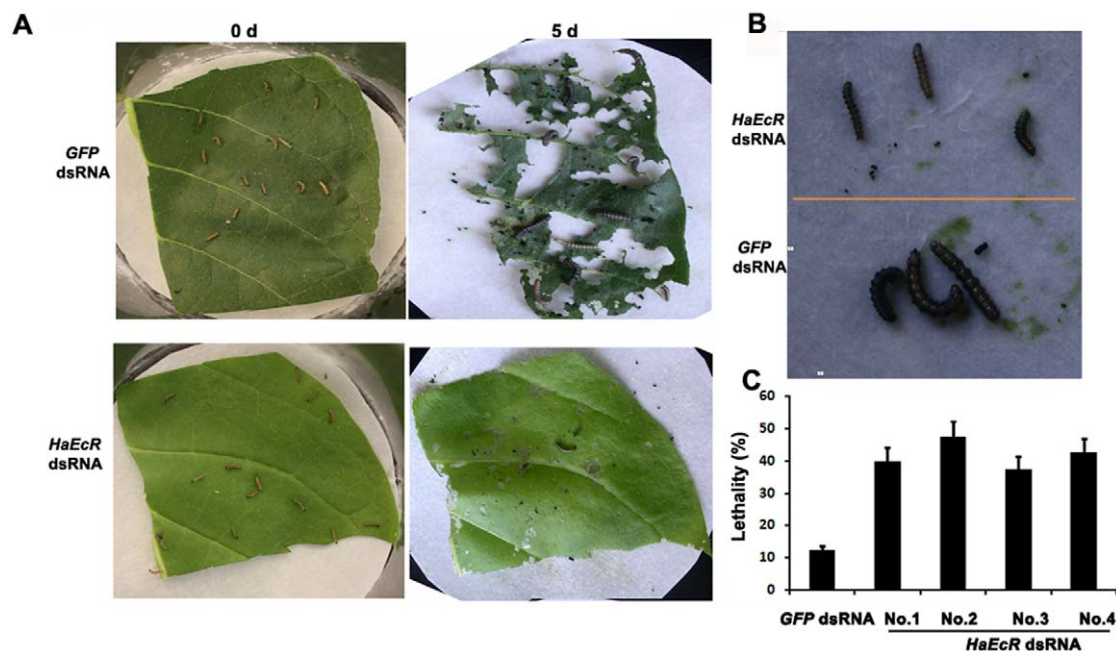 A
0 d
5 d
GFP
dsRNA
HaEcR
dsRNA
B
HaEcR
dsRNA
GFP
dsRNA
C
60
50
40
30
20
10
0
Lethality (%)
GFP dsRNA
No.1
No.2
No.3
No.4
HaEcR dsRNA